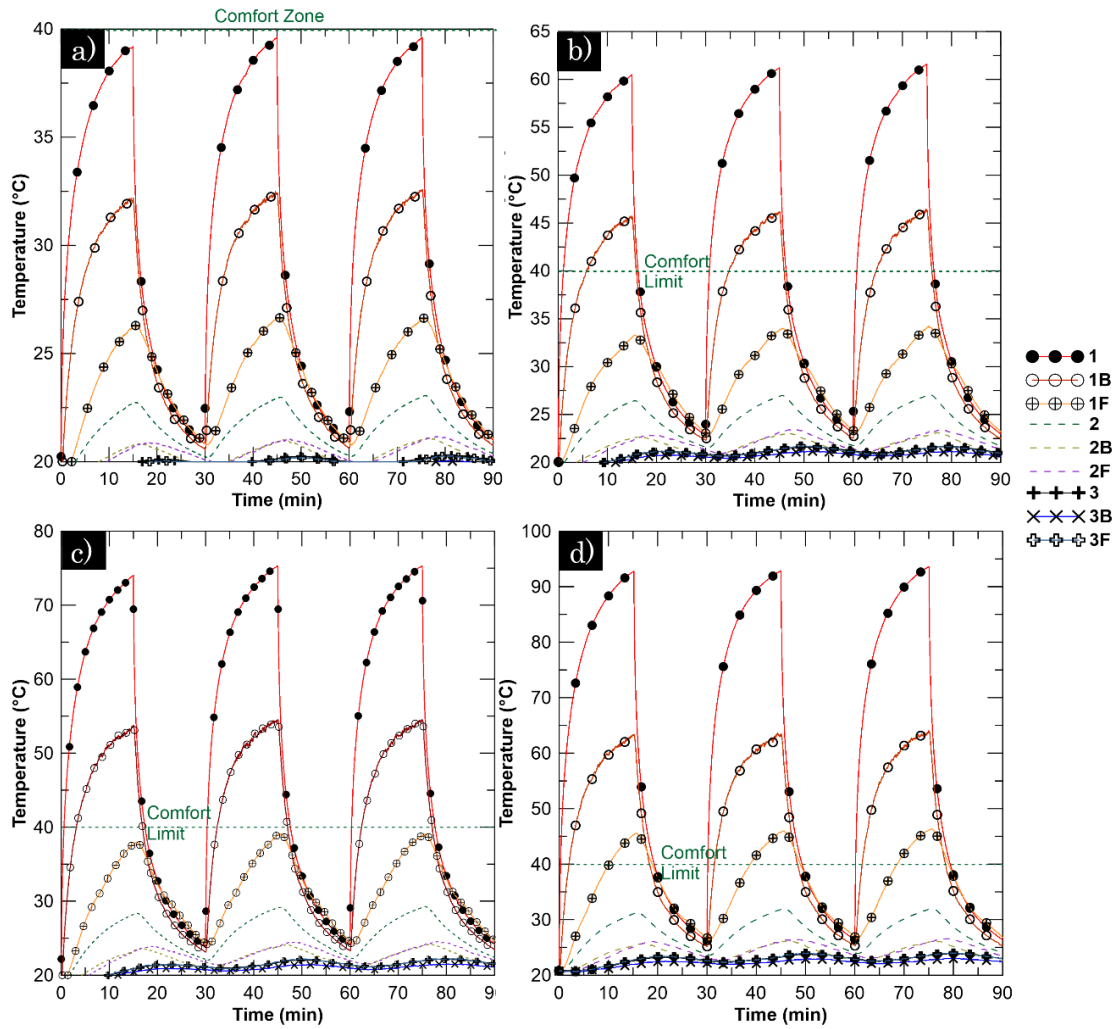 Comfort Zone
a)
40
35
30
25
20
Temperature (°C)
0 10 20 30 40 50 60 70 80 90
Time (min)
b)
65
60
55
50
45
40
35
30
25
20
Temperature (°C)
Comfort
Limit
0 10 20 30 40 50 60 70 80 90
Time (min)
1
1B
1F
2
2B
2F
3
3B
3F
c)
80
70
60
50
40
30
20
Temperature (°C)
Comfort
Limit
0 10 20 30 40 50 60 70 80 90
Time (min)
d)
100
90
80
70
60
50
40
30
20
Temperature (°C)
Comfort
Limit
0 10 20 30 40 50 60 70 80 90
Time (min)